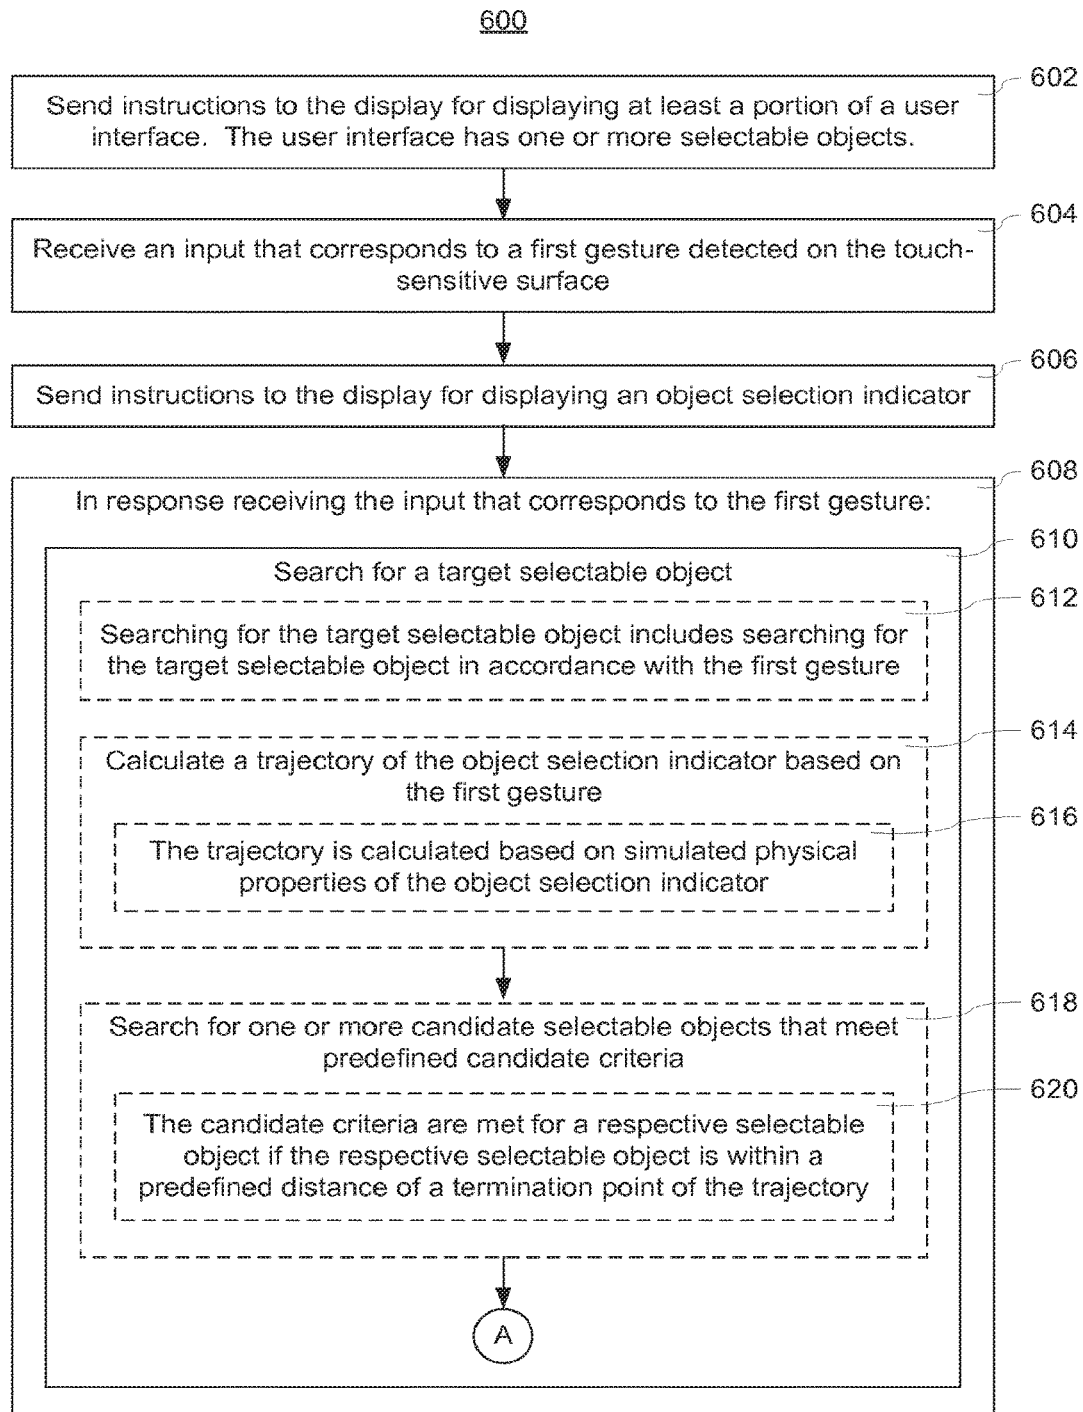 600
602
Send instructions to the display for displaying at least a portion of a user
interface. The user interface has one or more selectable objects.
604
Receive an input that corresponds to a first gesture detected on the touch-
sensitive surface
606
Send instructions to the display for displaying an object selection indicator
608
In response receiving the input that corresponds to the first gesture:
610
Search for a target selectable object
612
Searching for the target selectable object includes searching for
the target selectable object in accordance with the first gesture
614
Calculate a trajectory of the object selection indicator based on
the first gesture
616
The trajectory is calculated based on simulated physical
properties of the object selection indicator
618
Search for one or more candidate selectable objects that meet
predefined candidate criteria
620
The candidate criteria are met for a respective selectable
object if the respective selectable object is within a
predefined distance of a termination point of the trajectory
A